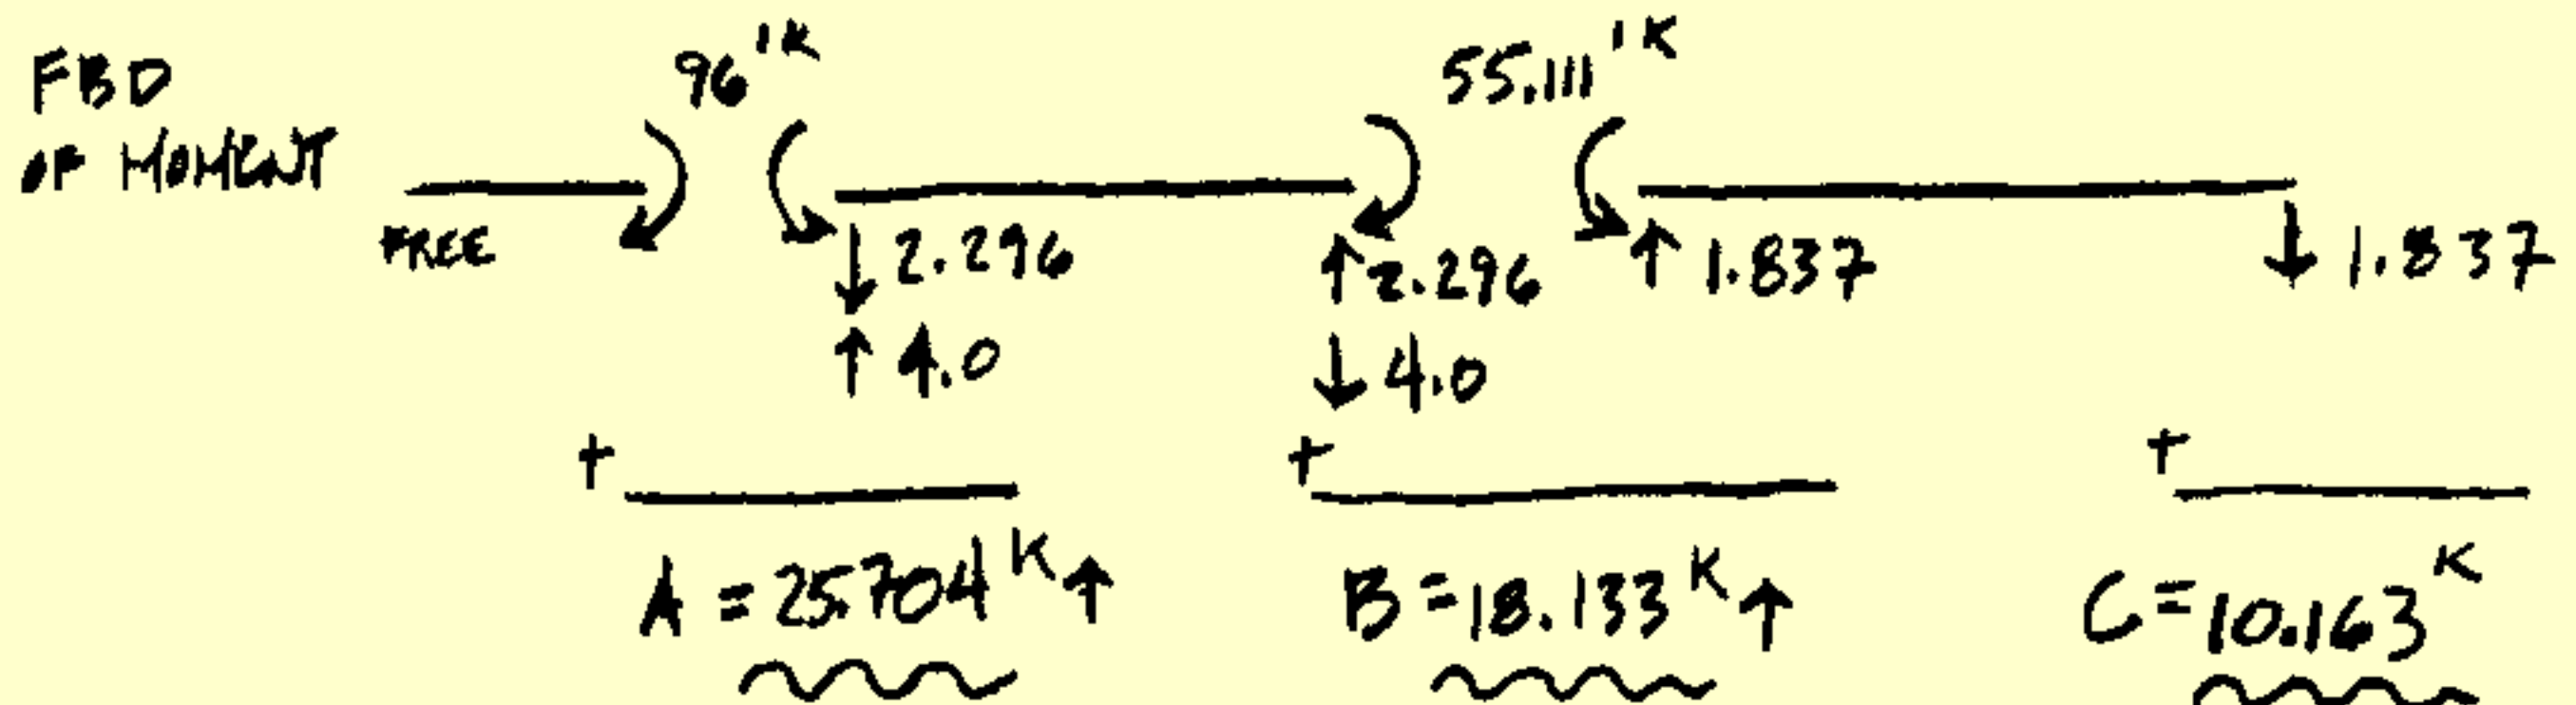 FBD 96'K 55.111'K
OF MOMENT
FREE ↓ 2.296 ↑ 2.296 ↑ 1.837 ↓ 1.837
↑ 4.0 ↓ 4.0
+ + +
A = 25.704K ↑ B = 18.133K ↑ C = 10.163K